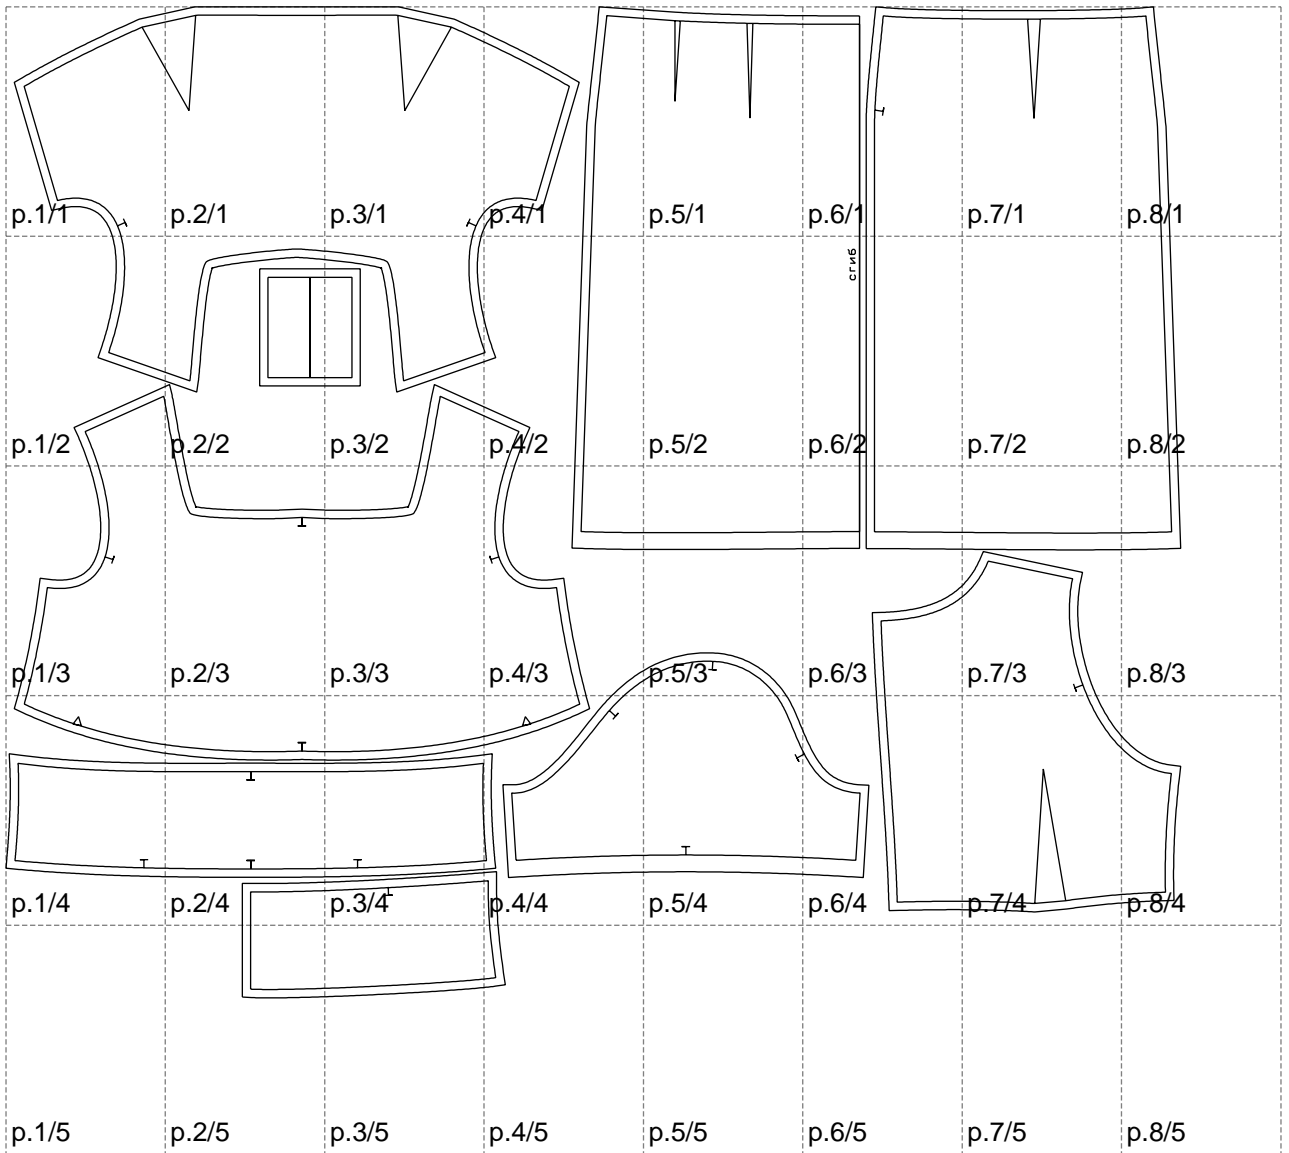 p.1/1 p.2/1 p.3/1 p.4/1 p.5/1 p.6/1 p.7/1 p.8/1
сгиб
p.1/2 p.2/2 p.3/2 p.4/2 p.5/2 p.6/2 p.7/2 p.8/2
p.1/3 p.2/3 p.3/3 p.4/3 p.5/3 p.6/3 p.7/3 p.8/3
p.1/4 p.2/4 p.3/4 p.4/4 p.5/4 p.6/4 p.7/4 p.8/4
p.1/5 p.2/5 p.3/5 p.4/5 p.5/5 p.6/5 p.7/5 p.8/5